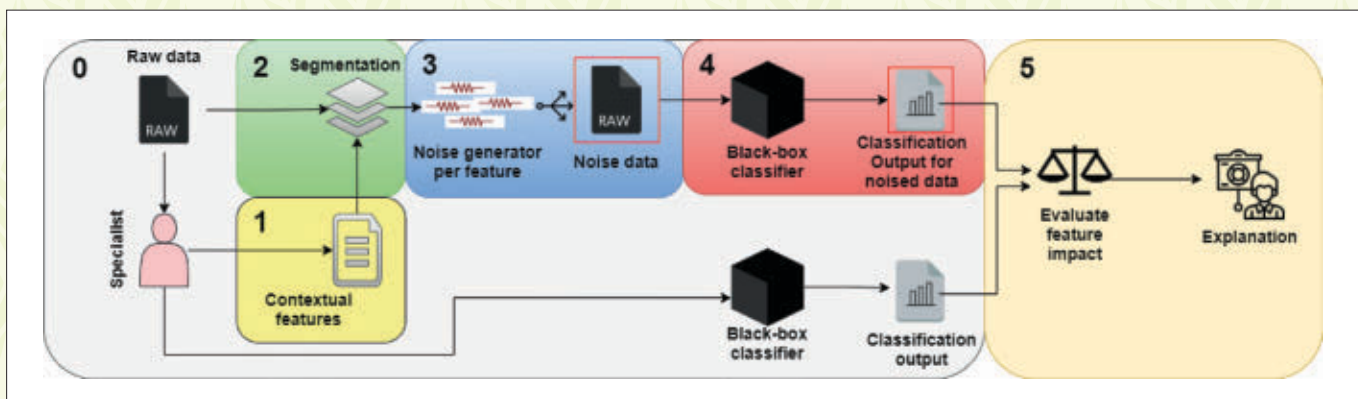 0
Raw data
RAW
Specialist
1
Contextual
features
2
Segmentation
3
Noise generator
per feature
RAW
Noise data
4
Black-box
classifier
Classification
Output for
noised data
Black-box
classifier
Classification
output
5
Evaluate
feature
impact
Explanation